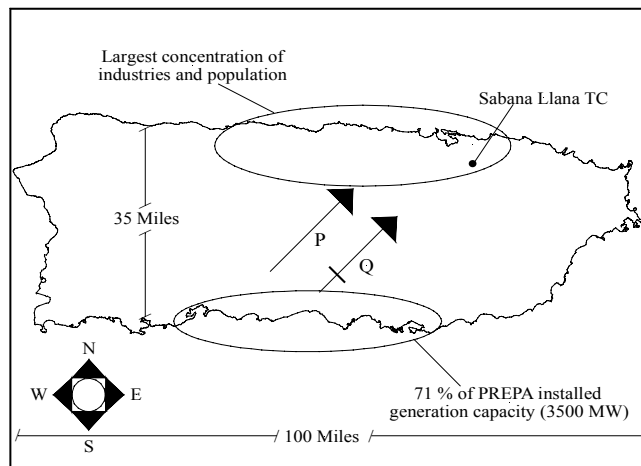 Largest concentration of
industries and population
Sabana Llana TC
35 Miles
P
Q
N
W
E
S
71 % of PREPA installed
generation capacity (3500 MW)
100 Miles